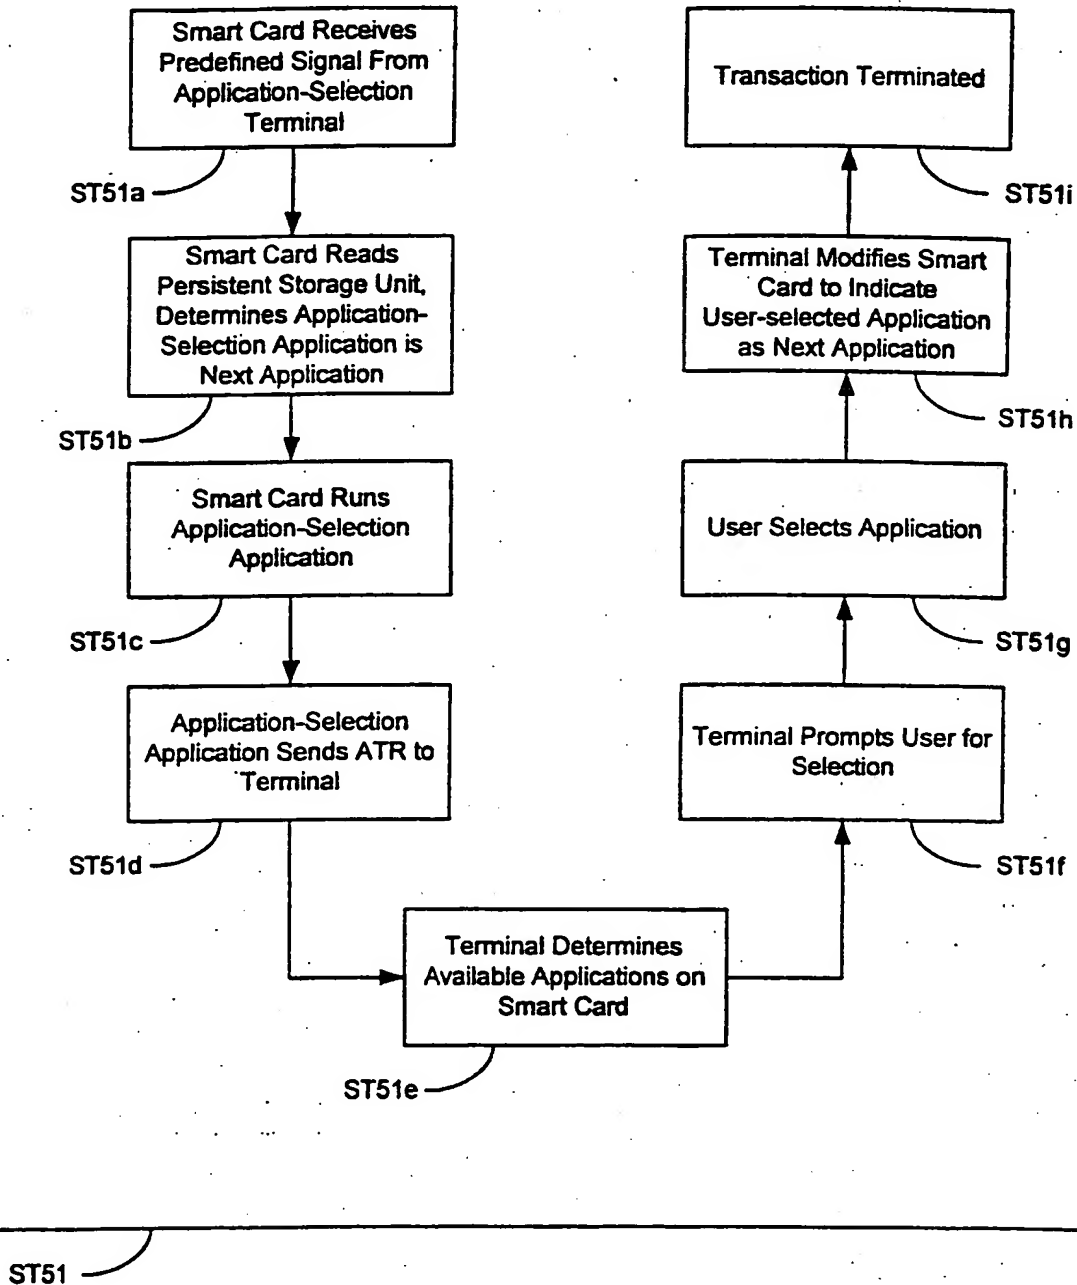 Smart Card Receives
Predefined Signal From
Application-Selection
Terminal
ST51a
Smart Card Reads
Persistent Storage Unit,
Determines Application-
Selection Application is
Next Application
ST51b
Smart Card Runs
Application-Selection
Application
ST51c
Application-Selection
Application Sends ATR to
Terminal
ST51d
Terminal Determines
Available Applications on
Smart Card
ST51e
Terminal Prompts User for
Selection
ST51f
User Selects Application
ST51g
Terminal Modifies Smart
Card to Indicate
User-selected Application
as Next Application
ST51h
Transaction Terminated
ST51i
ST51